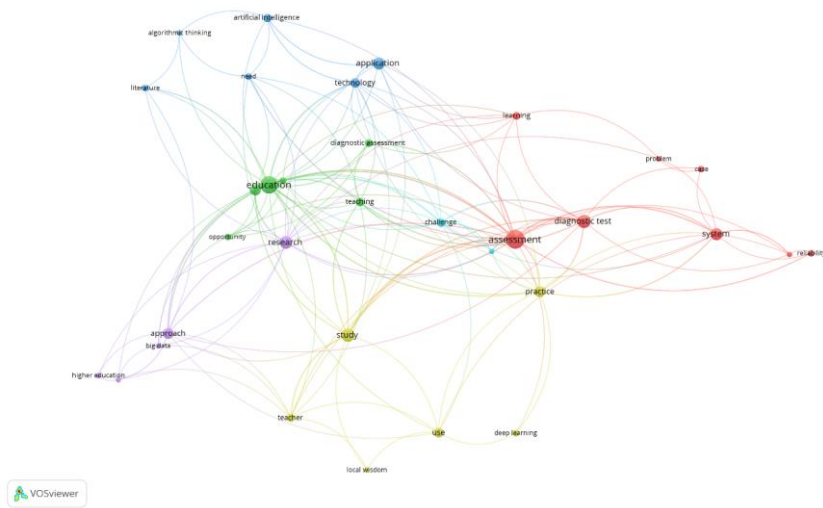 artificial intelligence
algorithmic thinking
application
need
technology
literature
learning
diagnostic assessment
problem
case
education
teaching
opportunity
challenge
diagnostic test
research
assessment
system
reliability
practice
approach
study
big data
higher education
teacher
use
deep learning
local wisdom
VOSviewer